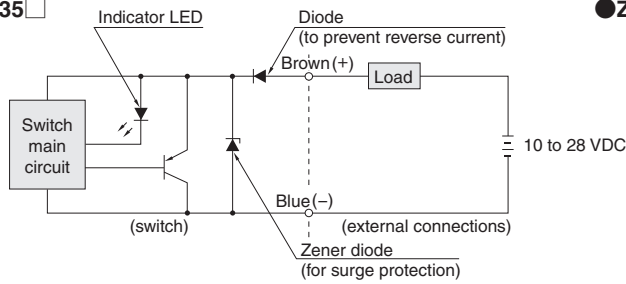 35□
●Z
Indicator LED
Diode
(to prevent reverse current)
Brown (+)
Load
Switch
main
circuit
10 to 28 VDC
Blue (−)
(switch)
(external connections)
Zener diode
(for surge protection)